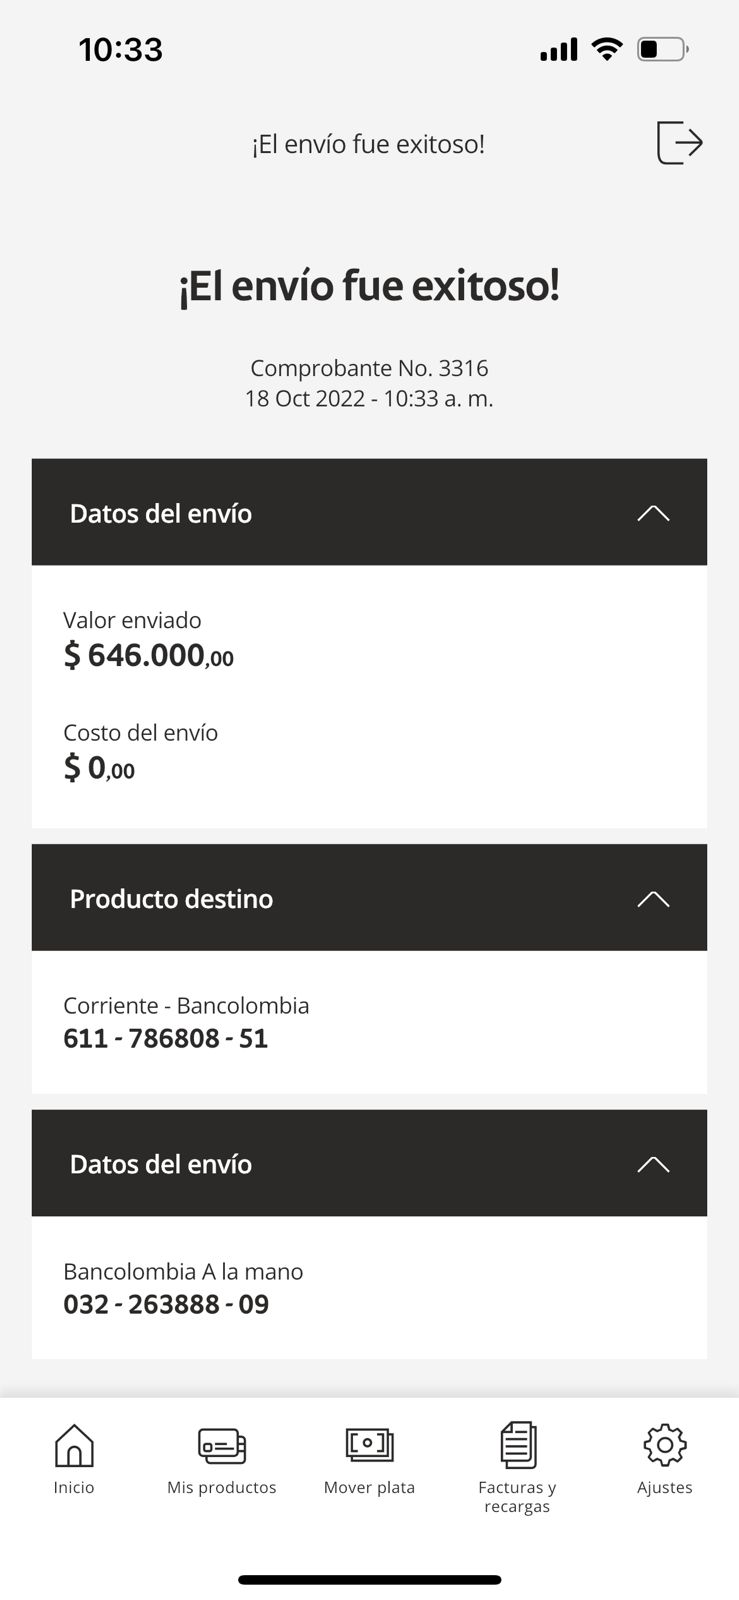 10:33
¡El envío fue exitoso!
¡El envío fue exitoso!
Comprobante No. 3316
18 Oct 2022 - 10:33 a. m.
Datos del envío
Valor enviado
$ 646.000,00
Costo del envío
$ 0,00
Producto destino
Corriente - Bancolombia
611 - 786808 - 51
Datos del envío
Bancolombia A la mano
032 - 263888 - 09
Inicio
Mis productos
Mover plata
Facturas y
recargas
Ajustes